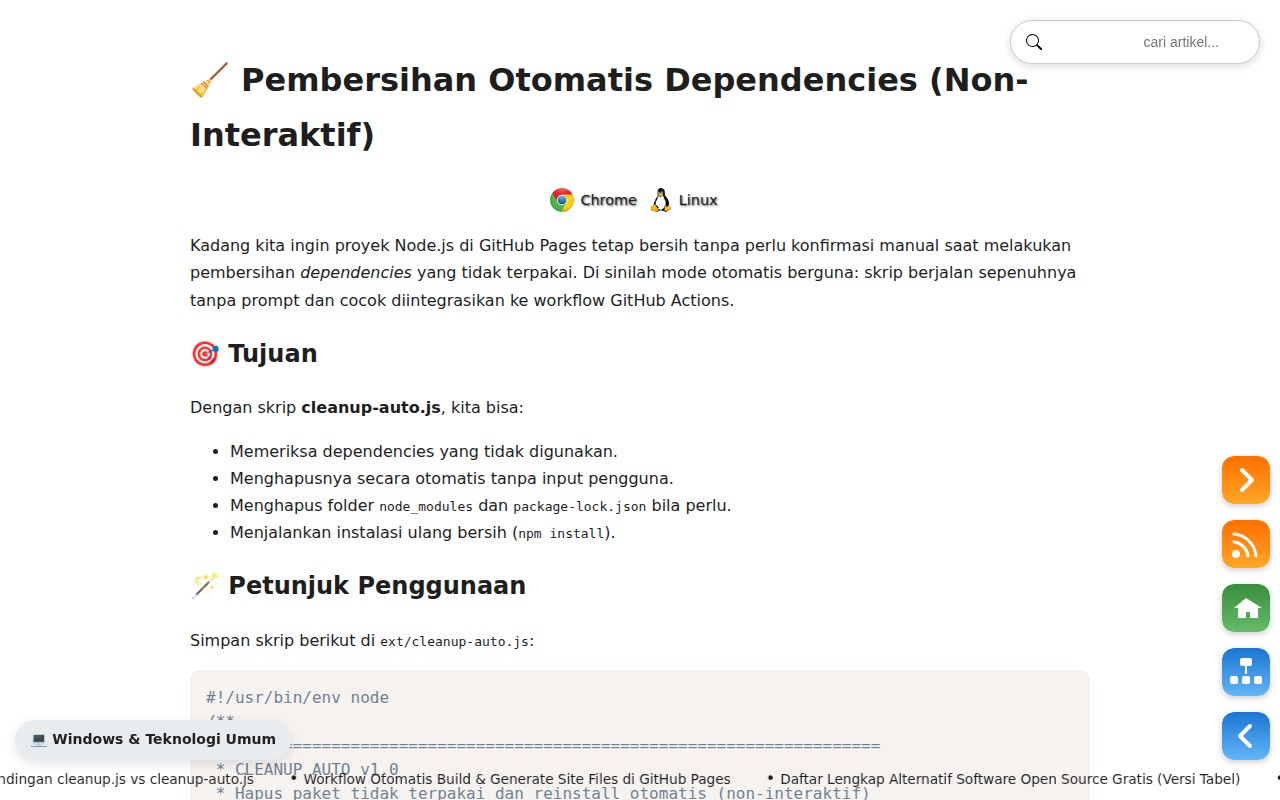 cari artikel...
🧹 Pembersihan Otomatis Dependencies (Non-
Interaktif)
Chrome Linux
Kadang kita ingin proyek Node.js di GitHub Pages tetap bersih tanpa perlu konfirmasi manual saat melakukan
pembersihan dependencies yang tidak terpakai. Di sinilah mode otomatis berguna: skrip berjalan sepenuhnya
tanpa prompt dan cocok diintegrasikan ke workflow GitHub Actions.
🎯 Tujuan
Dengan skrip cleanup-auto.js, kita bisa:
• Memeriksa dependencies yang tidak digunakan.
• Menghapusnya secara otomatis tanpa input pengguna.
• Menghapus folder node_modules dan package-lock.json bila perlu.
• Menjalankan instalasi ulang bersih (npm install).
🪄 Petunjuk Penggunaan
Simpan skrip berikut di ext/cleanup-auto.js:
#!/usr/bin/env node
/**
💻 Windows & Teknologi Umum
* CLEANUP AUTO v1.0
* Hapus paket tidak terpakai dan reinstall otomatis (non-interaktif)
cleanup.js vs cleanup-auto.js • Workflow Otomatis Build & Generate Site Files di GitHub Pages • Daftar Lengkap Alternatif Software Open Source Gratis (Versi Tabel) •